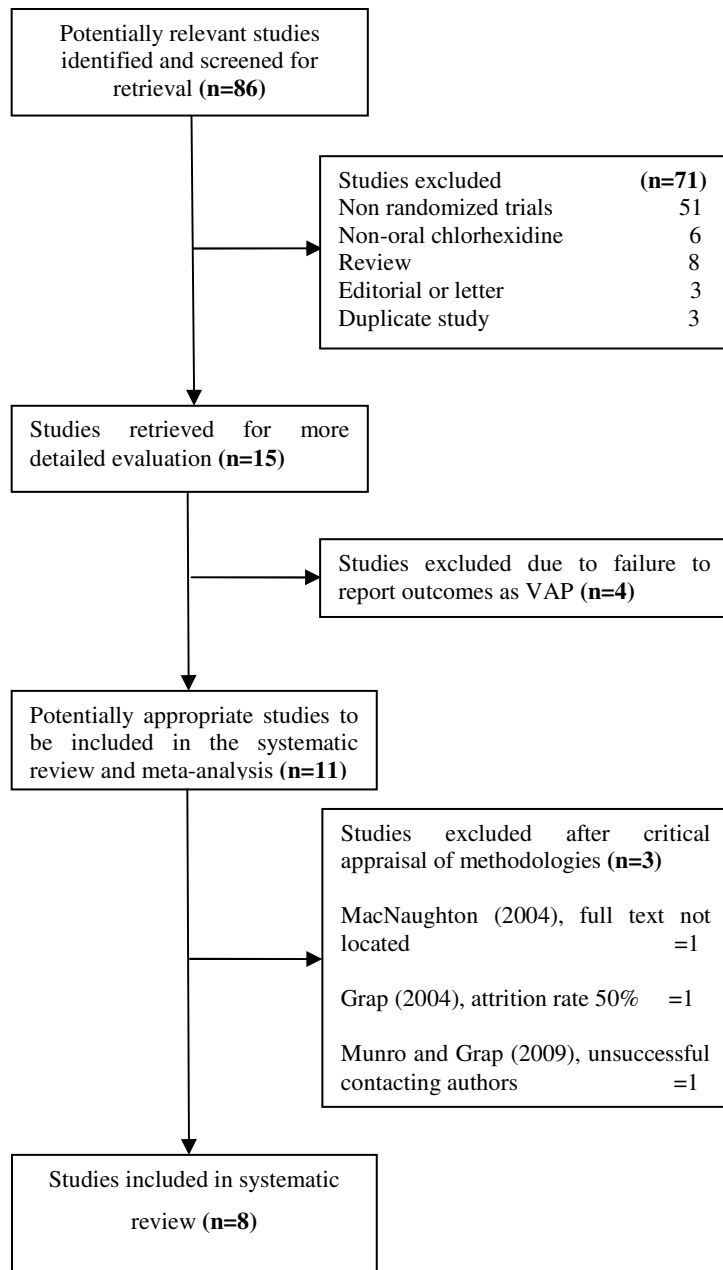 Potentially relevant studies
identified and screened for
retrieval (n=86)
Studies excluded (n=71)
Non randomized trials 51
Non-oral chlorhexidine 6
Review 8
Editorial or letter 3
Duplicate study 3
Studies retrieved for more
detailed evaluation (n=15)
Studies excluded due to failure to
report outcomes as VAP (n=4)
Potentially appropriate studies to
be included in the systematic
review and meta-analysis (n=11)
Studies excluded after critical
appraisal of methodologies (n=3)
MacNaughton (2004), full text not
located =1
Grap (2004), attrition rate 50% =1
Munro and Grap (2009), unsuccessful
contacting authors =1
Studies included in systematic
review (n=8)